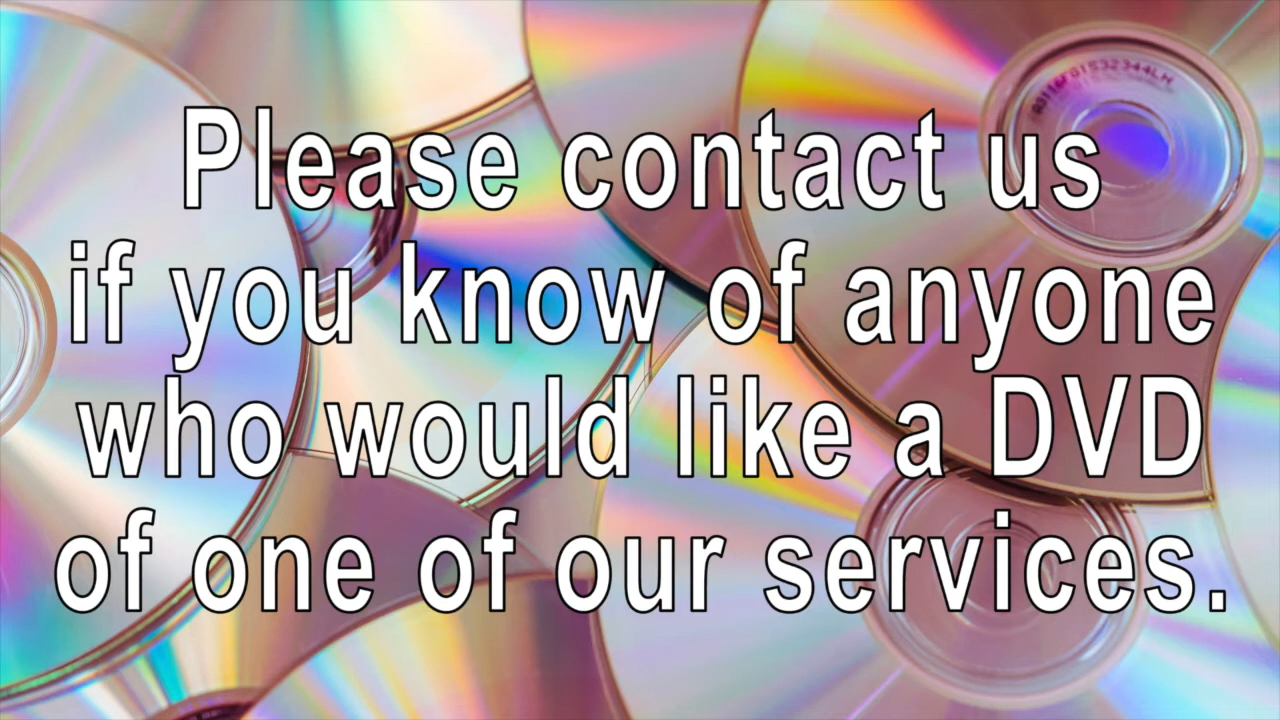 Please contact us
if you know of anyone
who would like a DVD
of one of our services.